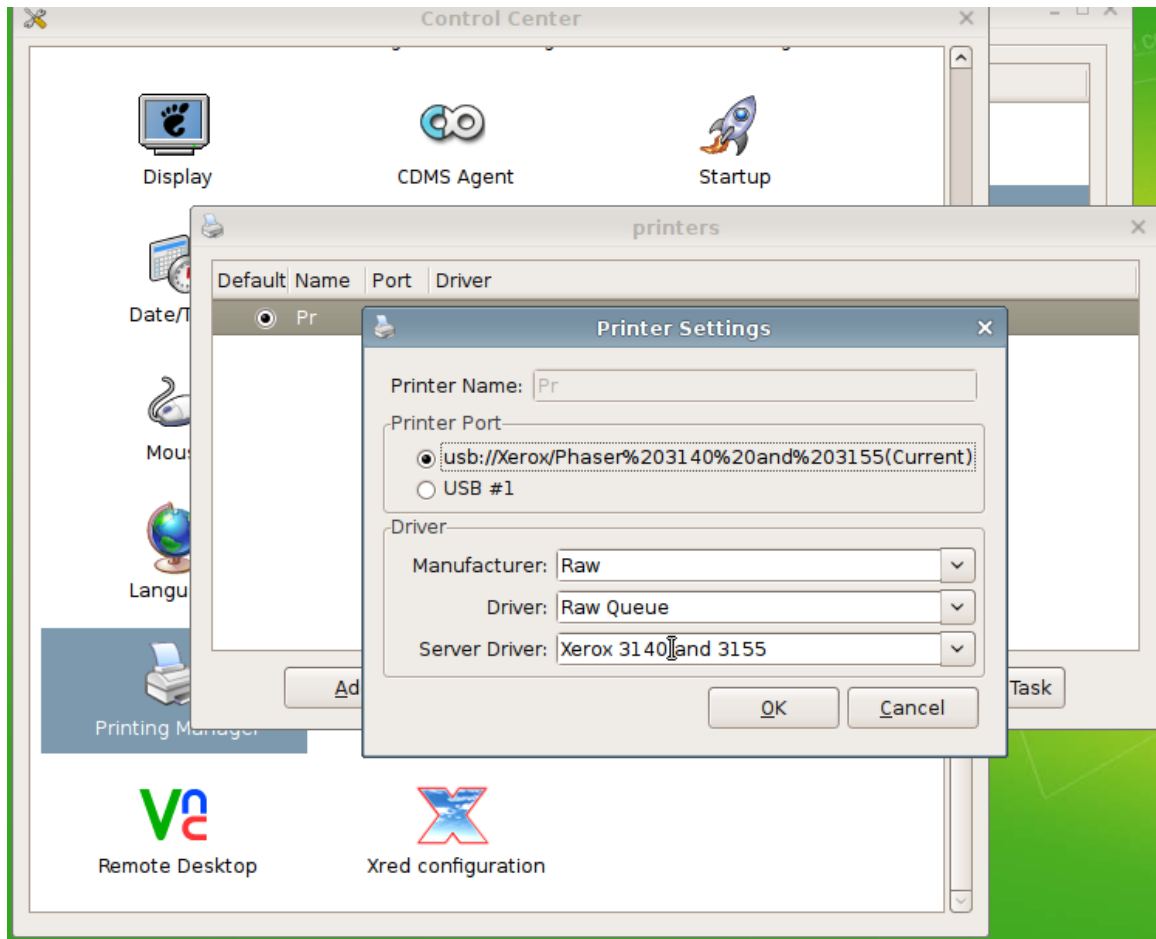 Control Center
Display
CDMS Agent
Startup
printers
Default Name Port Driver
Date/T
Pr
Printer Settings
Printer Name: Pr
Printer Port
usb://Xerox/Phaser%203140%20and%203155(Current)
Mou
USB #1
Driver
Manufacturer: Raw
Langu
Driver: Raw Queue
Server Driver: Xerox 3140 and 3155
Ad
Task
OK
Cancel
Printing Manager
Remote Desktop
Xred configuration